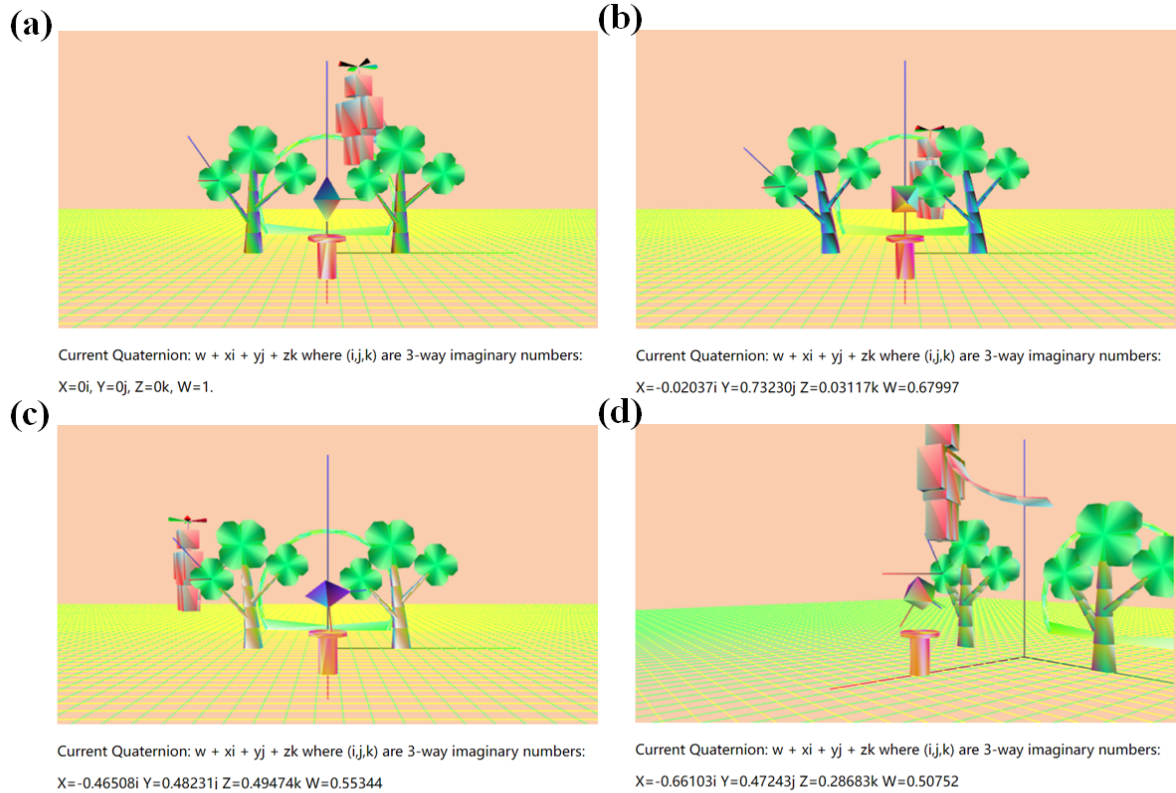 (a)
Current Quaternion: w + xi + yj + zk where (i,j,k) are 3-way imaginary numbers:
X=0i, Y=0j, Z=0k, W=1.
(b)
Current Quaternion: w + xi + yj + zk where (i,j,k) are 3-way imaginary numbers:
X=-0.02037i Y=0.73230j Z=0.03117k W=0.67997
(c)
Current Quaternion: w + xi + yj + zk where (i,j,k) are 3-way imaginary numbers:
X=-0.46508i Y=0.48231j Z=0.49474k W=0.55344
(d)
Current Quaternion: w + xi + yj + zk where (i,j,k) are 3-way imaginary numbers:
X=-0.66103i Y=0.47243j Z=0.28683k W=0.50752